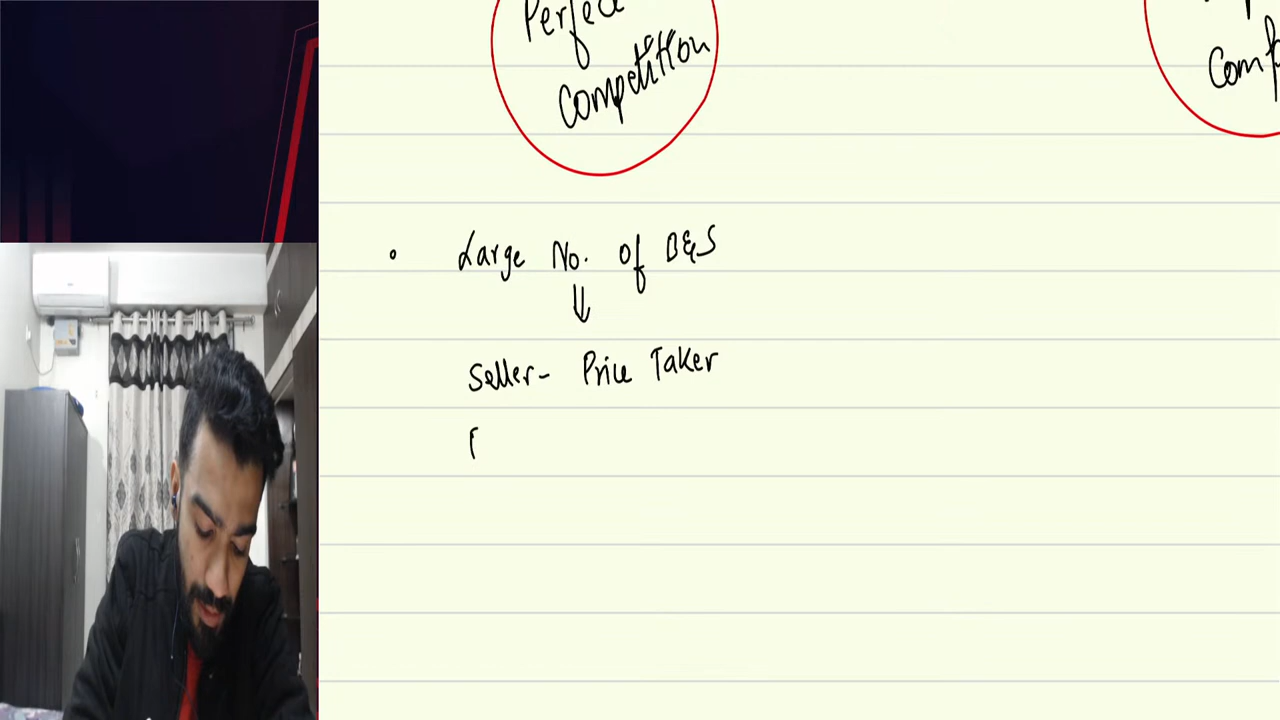 Perfect
Competition
Comp
• Large No. of B&S
↓
Seller - Price Taker